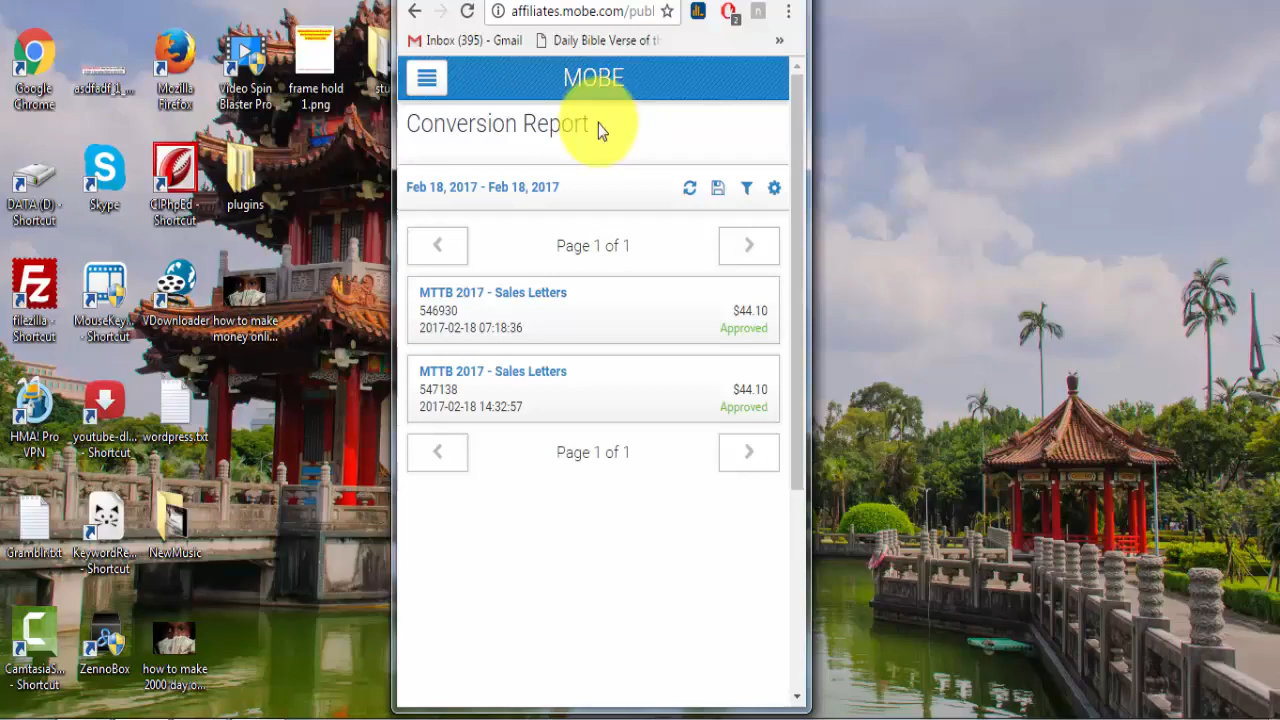 Google
Chrome
asdfadf_1_...
Mozilla
Firefox
Video Spin
Blaster Pro
frame hold
1.png
stu
DATA (D) -
Shortcut
Skype
ClPhpEd -
Shortcut
plugins
filezilla -
Shortcut
MouseKey...
- Shortcut
VDownloader
how to make
money onli...
HMA! Pro
VPN
youtube-dl...
- Shortcut
wordpress.txt
Gramblr.txt
KeywordRe...
- Shortcut
NewMusic
CamtasiaS...
- Shortcut
ZennoBox
how to make
2000 day o...
affiliates.mobe.com/publ
2
n
Inbox (395) - Gmail
Daily Bible Verse of th
»
MOBE
Conversion Report
Feb 18, 2017 - Feb 18, 2017
Page 1 of 1
MTTB 2017 - Sales Letters
546930 $44.10
2017-02-18 07:18:36 Approved
MTTB 2017 - Sales Letters
547138 $44.10
2017-02-18 14:32:57 Approved
Page 1 of 1